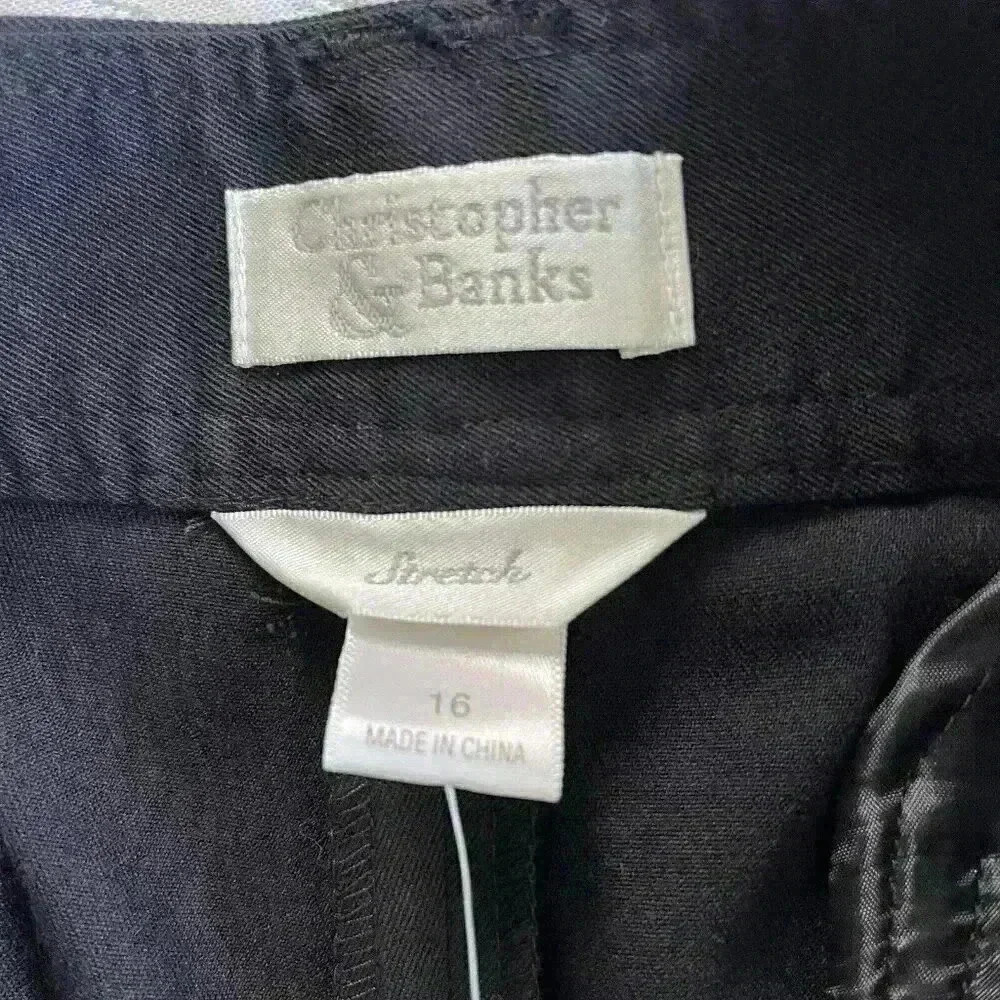 Christopher
& Banks
Stretch
16
MADE IN CHINA